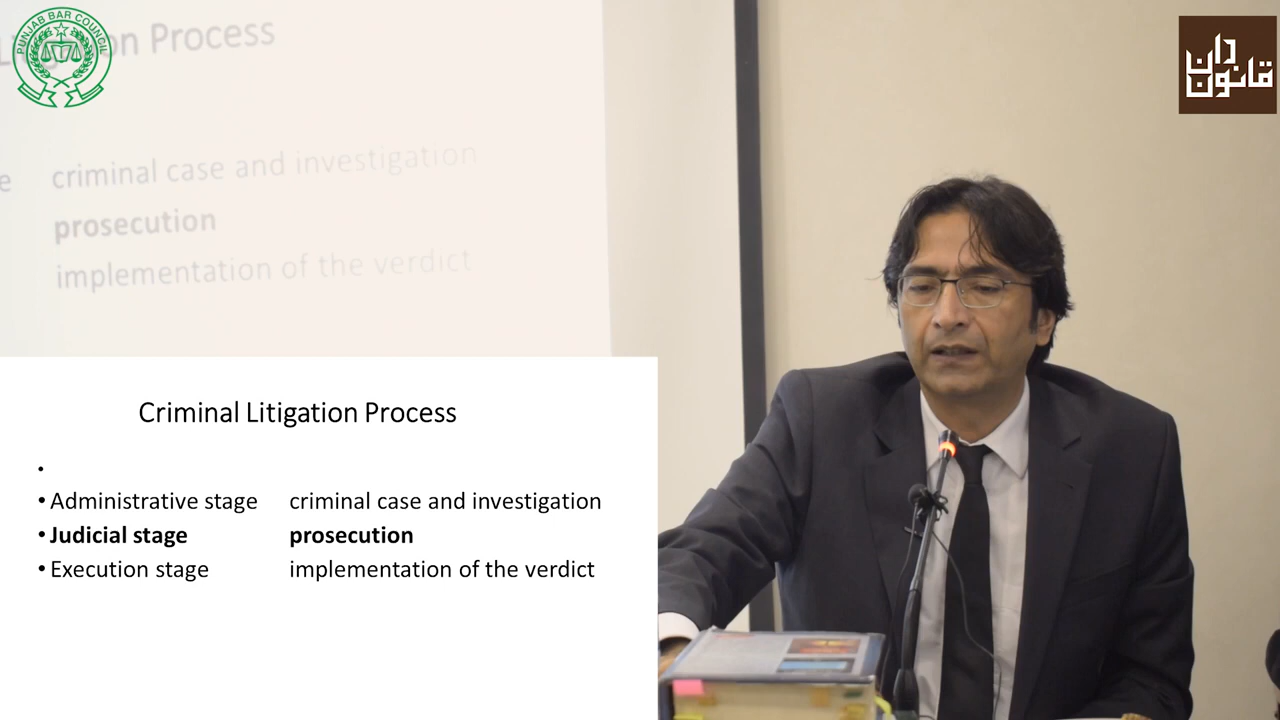 PUNJAB BAR COUNCIL
on Process
e criminal case and investigation
prosecution
implementation of the verdict
قانون دان
Criminal Litigation Process
•
• Administrative stage criminal case and investigation
• Judicial stage prosecution
• Execution stage implementation of the verdict